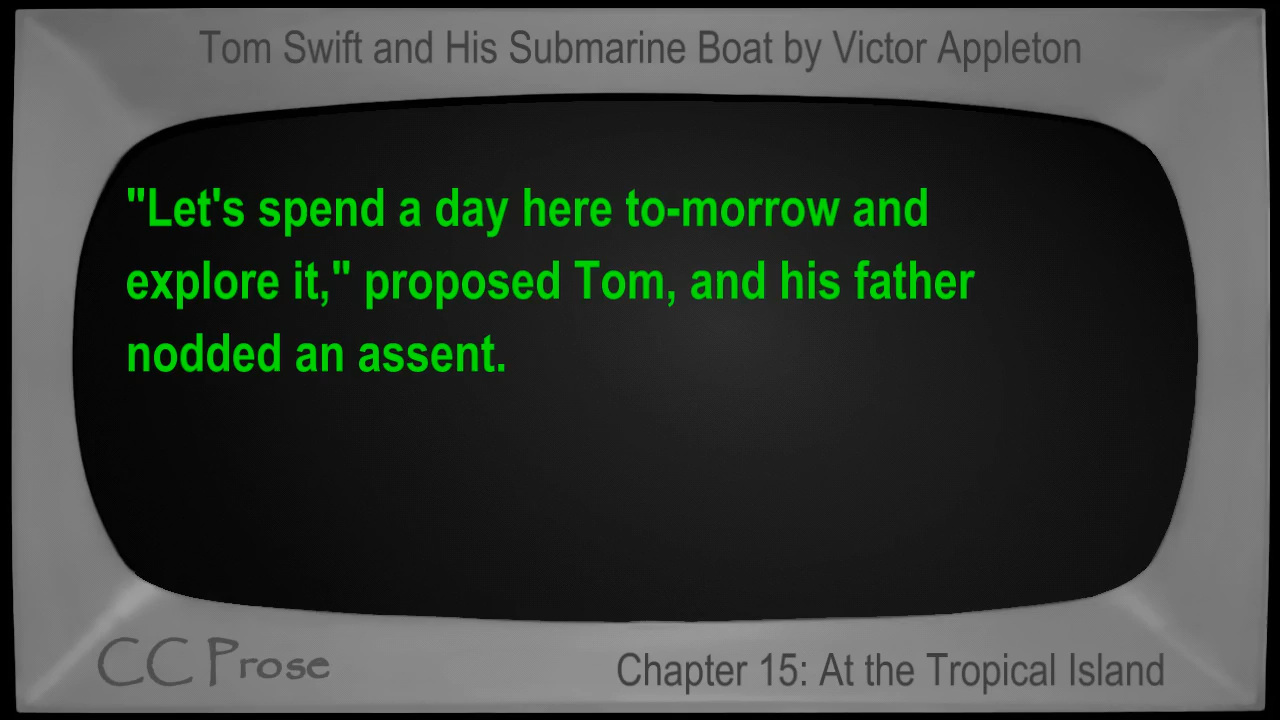 Tom Swift and His Submarine Boat by Victor Appleton
"Let's spend a day here to-morrow and
explore it," proposed Tom, and his father
nodded an assent.
CC Prose
Chapter 15: At the Tropical Island